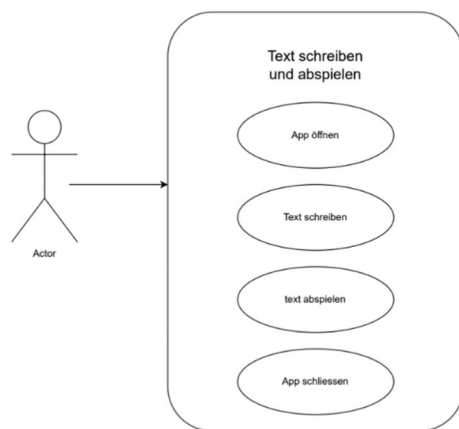 Text schreiben
und abspielen
App öffnen
Text schreiben
text abspielen
App schliessen
Actor